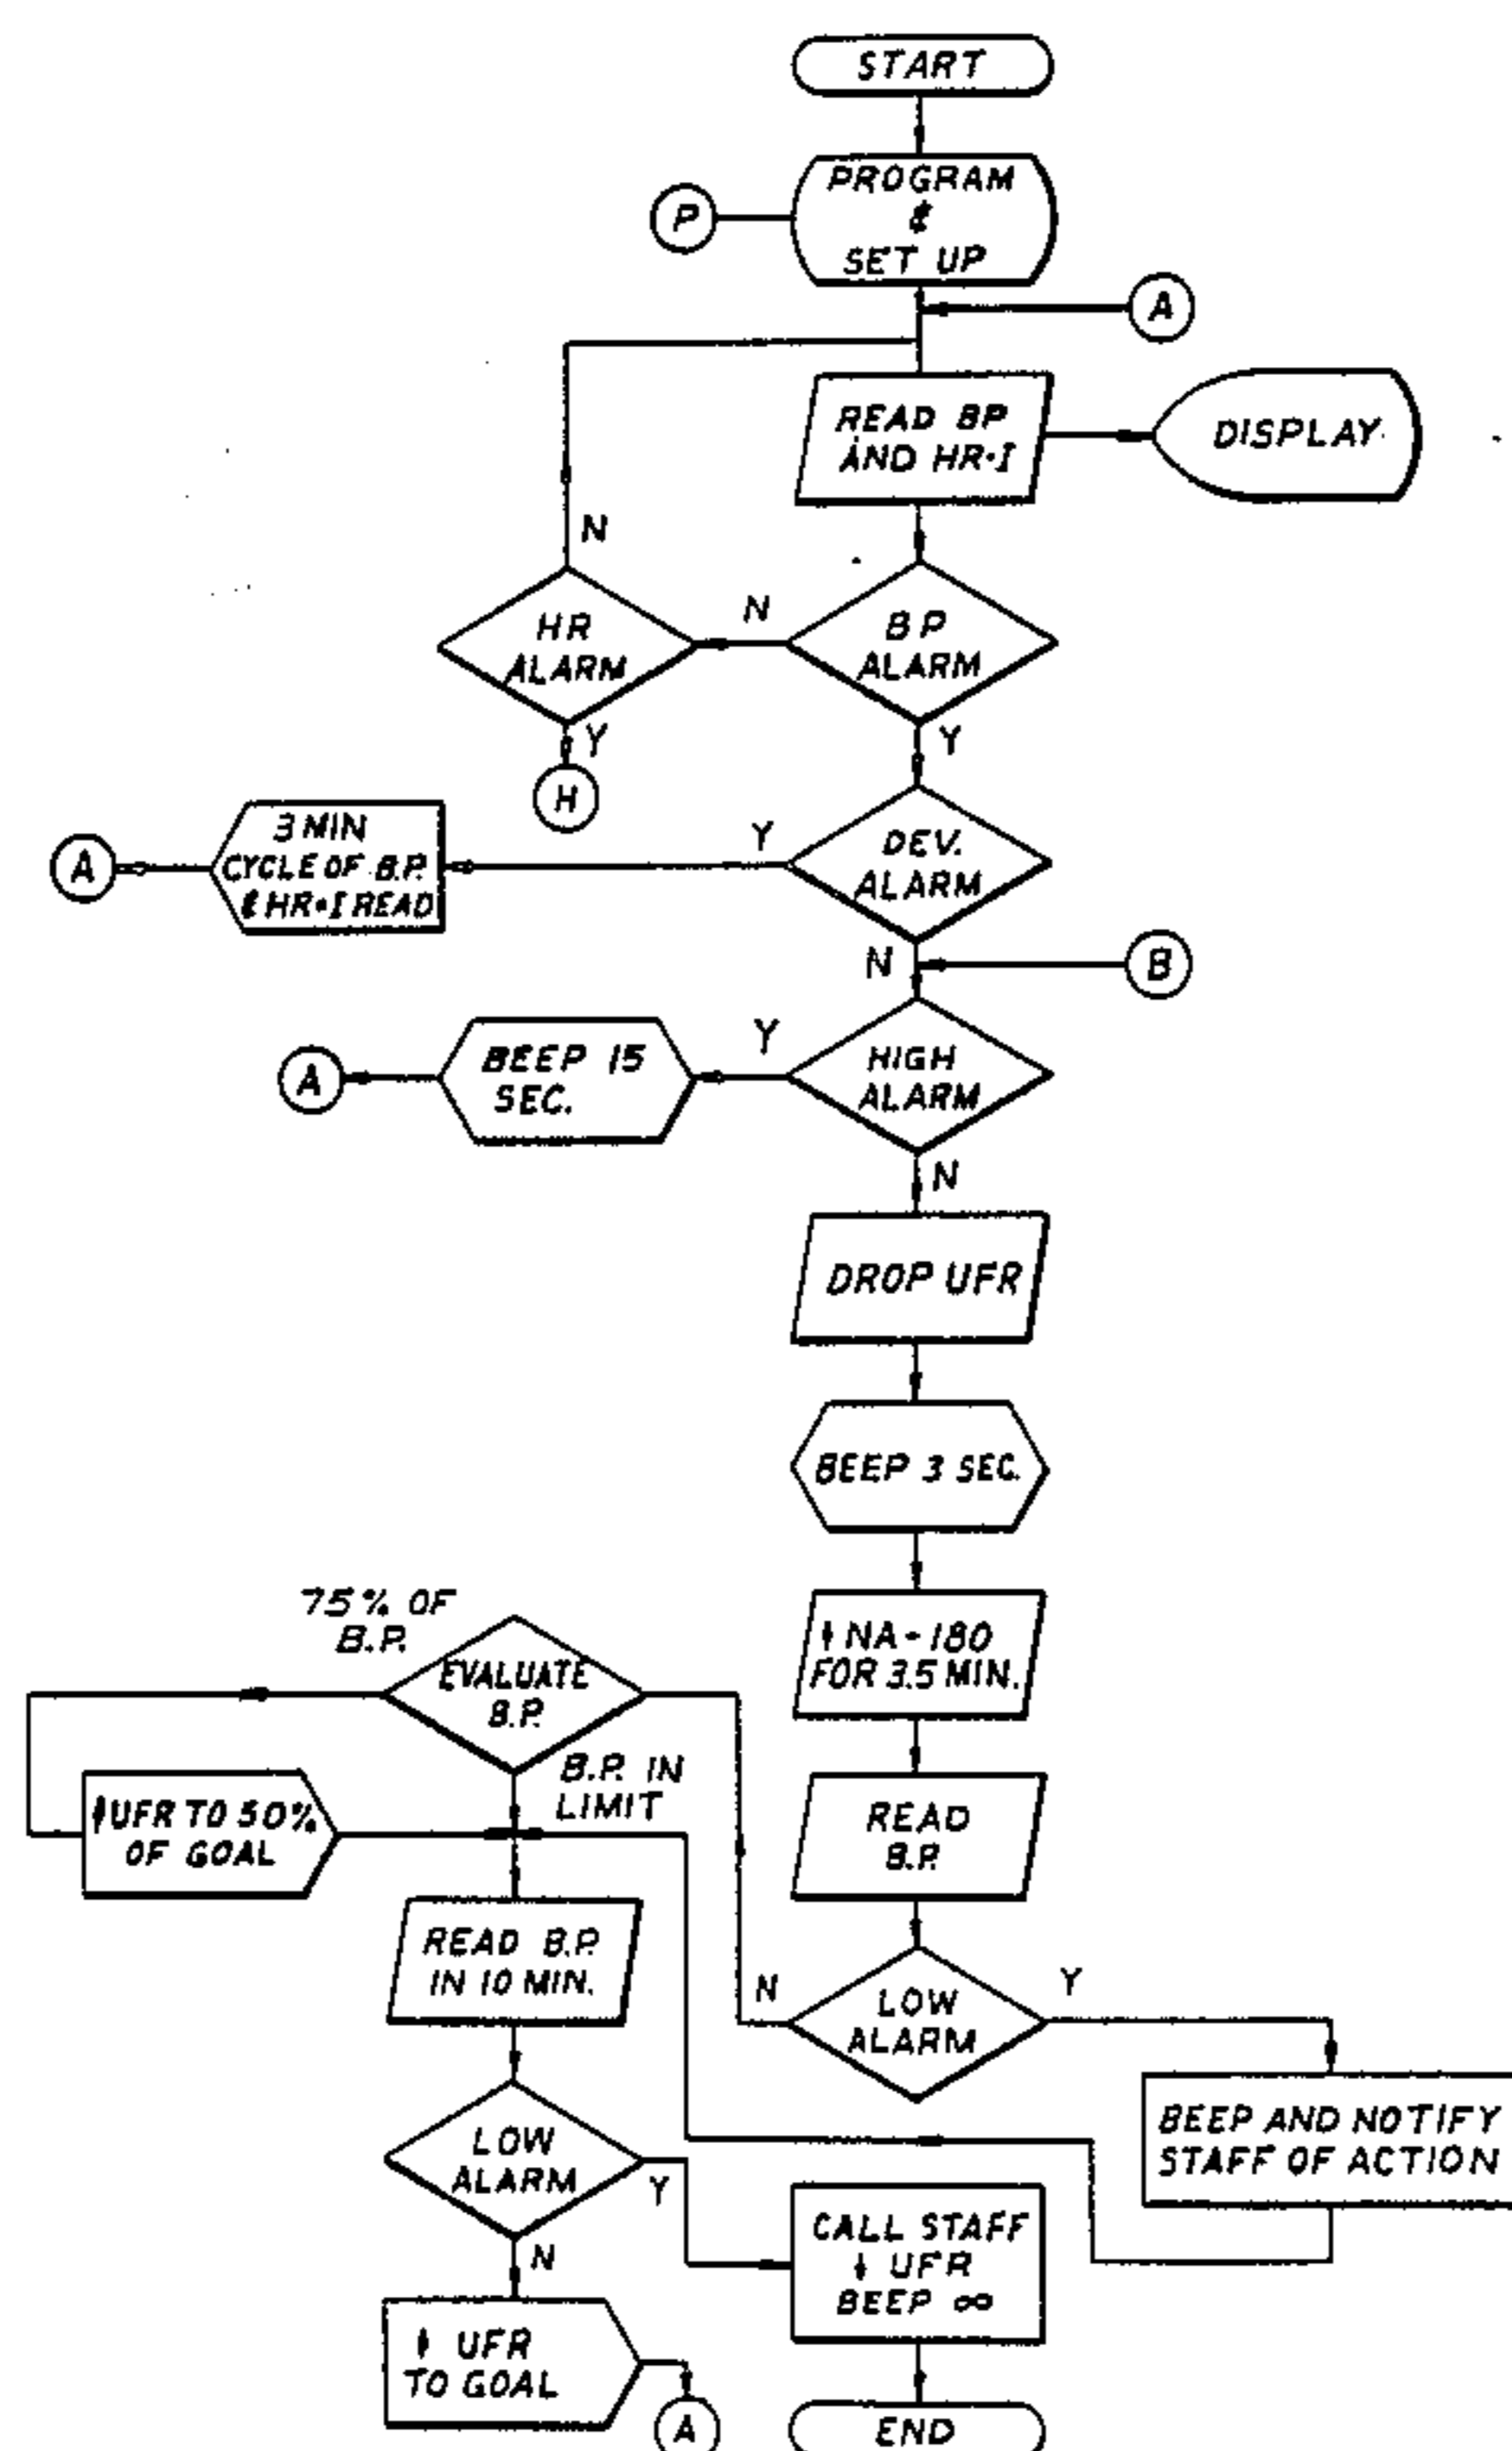 START
PROGRAM
&
SET UP
P
A
READ BP
AND HR·I
DISPLAY
N
HR
ALARM
N
BP
ALARM
Y
H
Y
A
3 MIN
CYCLE OF B.P.
& HR·I READ
Y
DEV.
ALARM
N
B
A
BEEP 15
SEC.
Y
HIGH
ALARM
N
DROP UFR
BEEP 3 SEC.
75% OF
B.P.
EVALUATE
B.P.
NA-180
FOR 3.5 MIN.
B.P. IN
LIMIT
UFR TO 50%
OF GOAL
READ
B.P.
READ B.P.
IN 10 MIN.
N
LOW
ALARM
Y
LOW
ALARM
Y
N
BEEP AND NOTIFY
STAFF OF ACTION
CALL STAFF
↓ UFR
BEEP ∞
UFR
TO GOAL
A
END